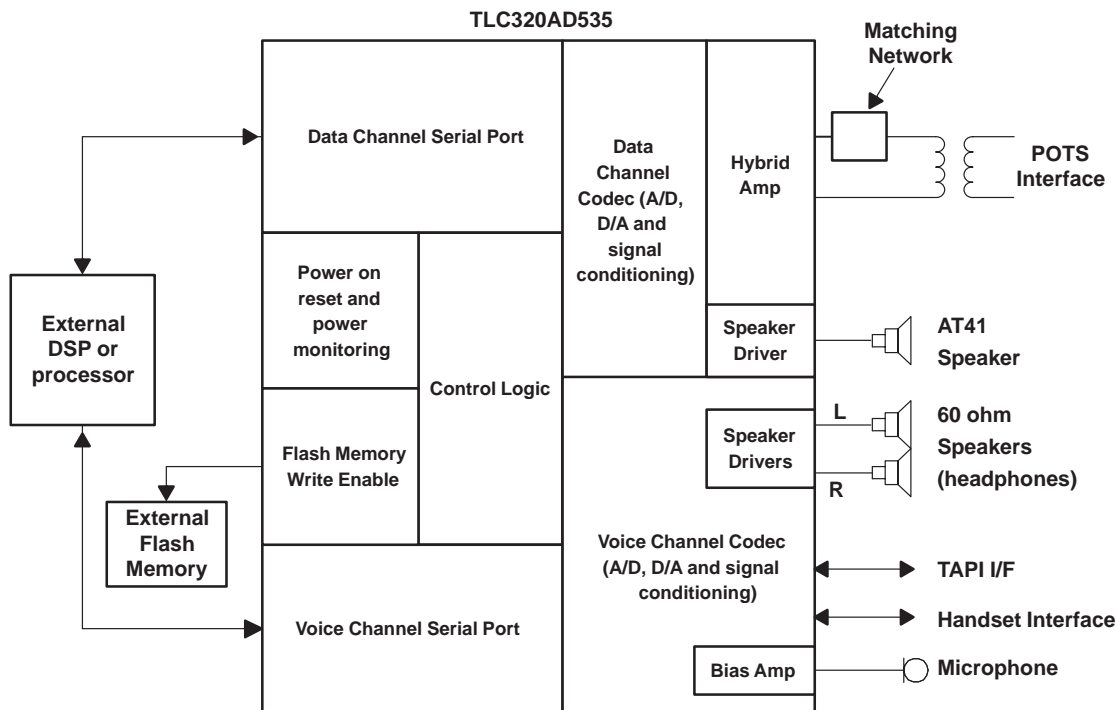 TLC320AD535
Matching
Network
Data Channel Serial Port
Data
Channel
Codec (A/D,
D/A and
signal
conditioning)
Hybrid
Amp
POTS
Interface
Power on
reset and
power
monitoring
External
DSP or
processor
Control Logic
Speaker
Driver
AT41
Speaker
Flash Memory
Write Enable
Speaker
Drivers
L
R
60 ohm
Speakers
(headphones)
External
Flash
Memory
Voice Channel Codec
(A/D, D/A and signal
conditioning)
TAPI I/F
Handset Interface
Voice Channel Serial Port
Bias Amp
Microphone